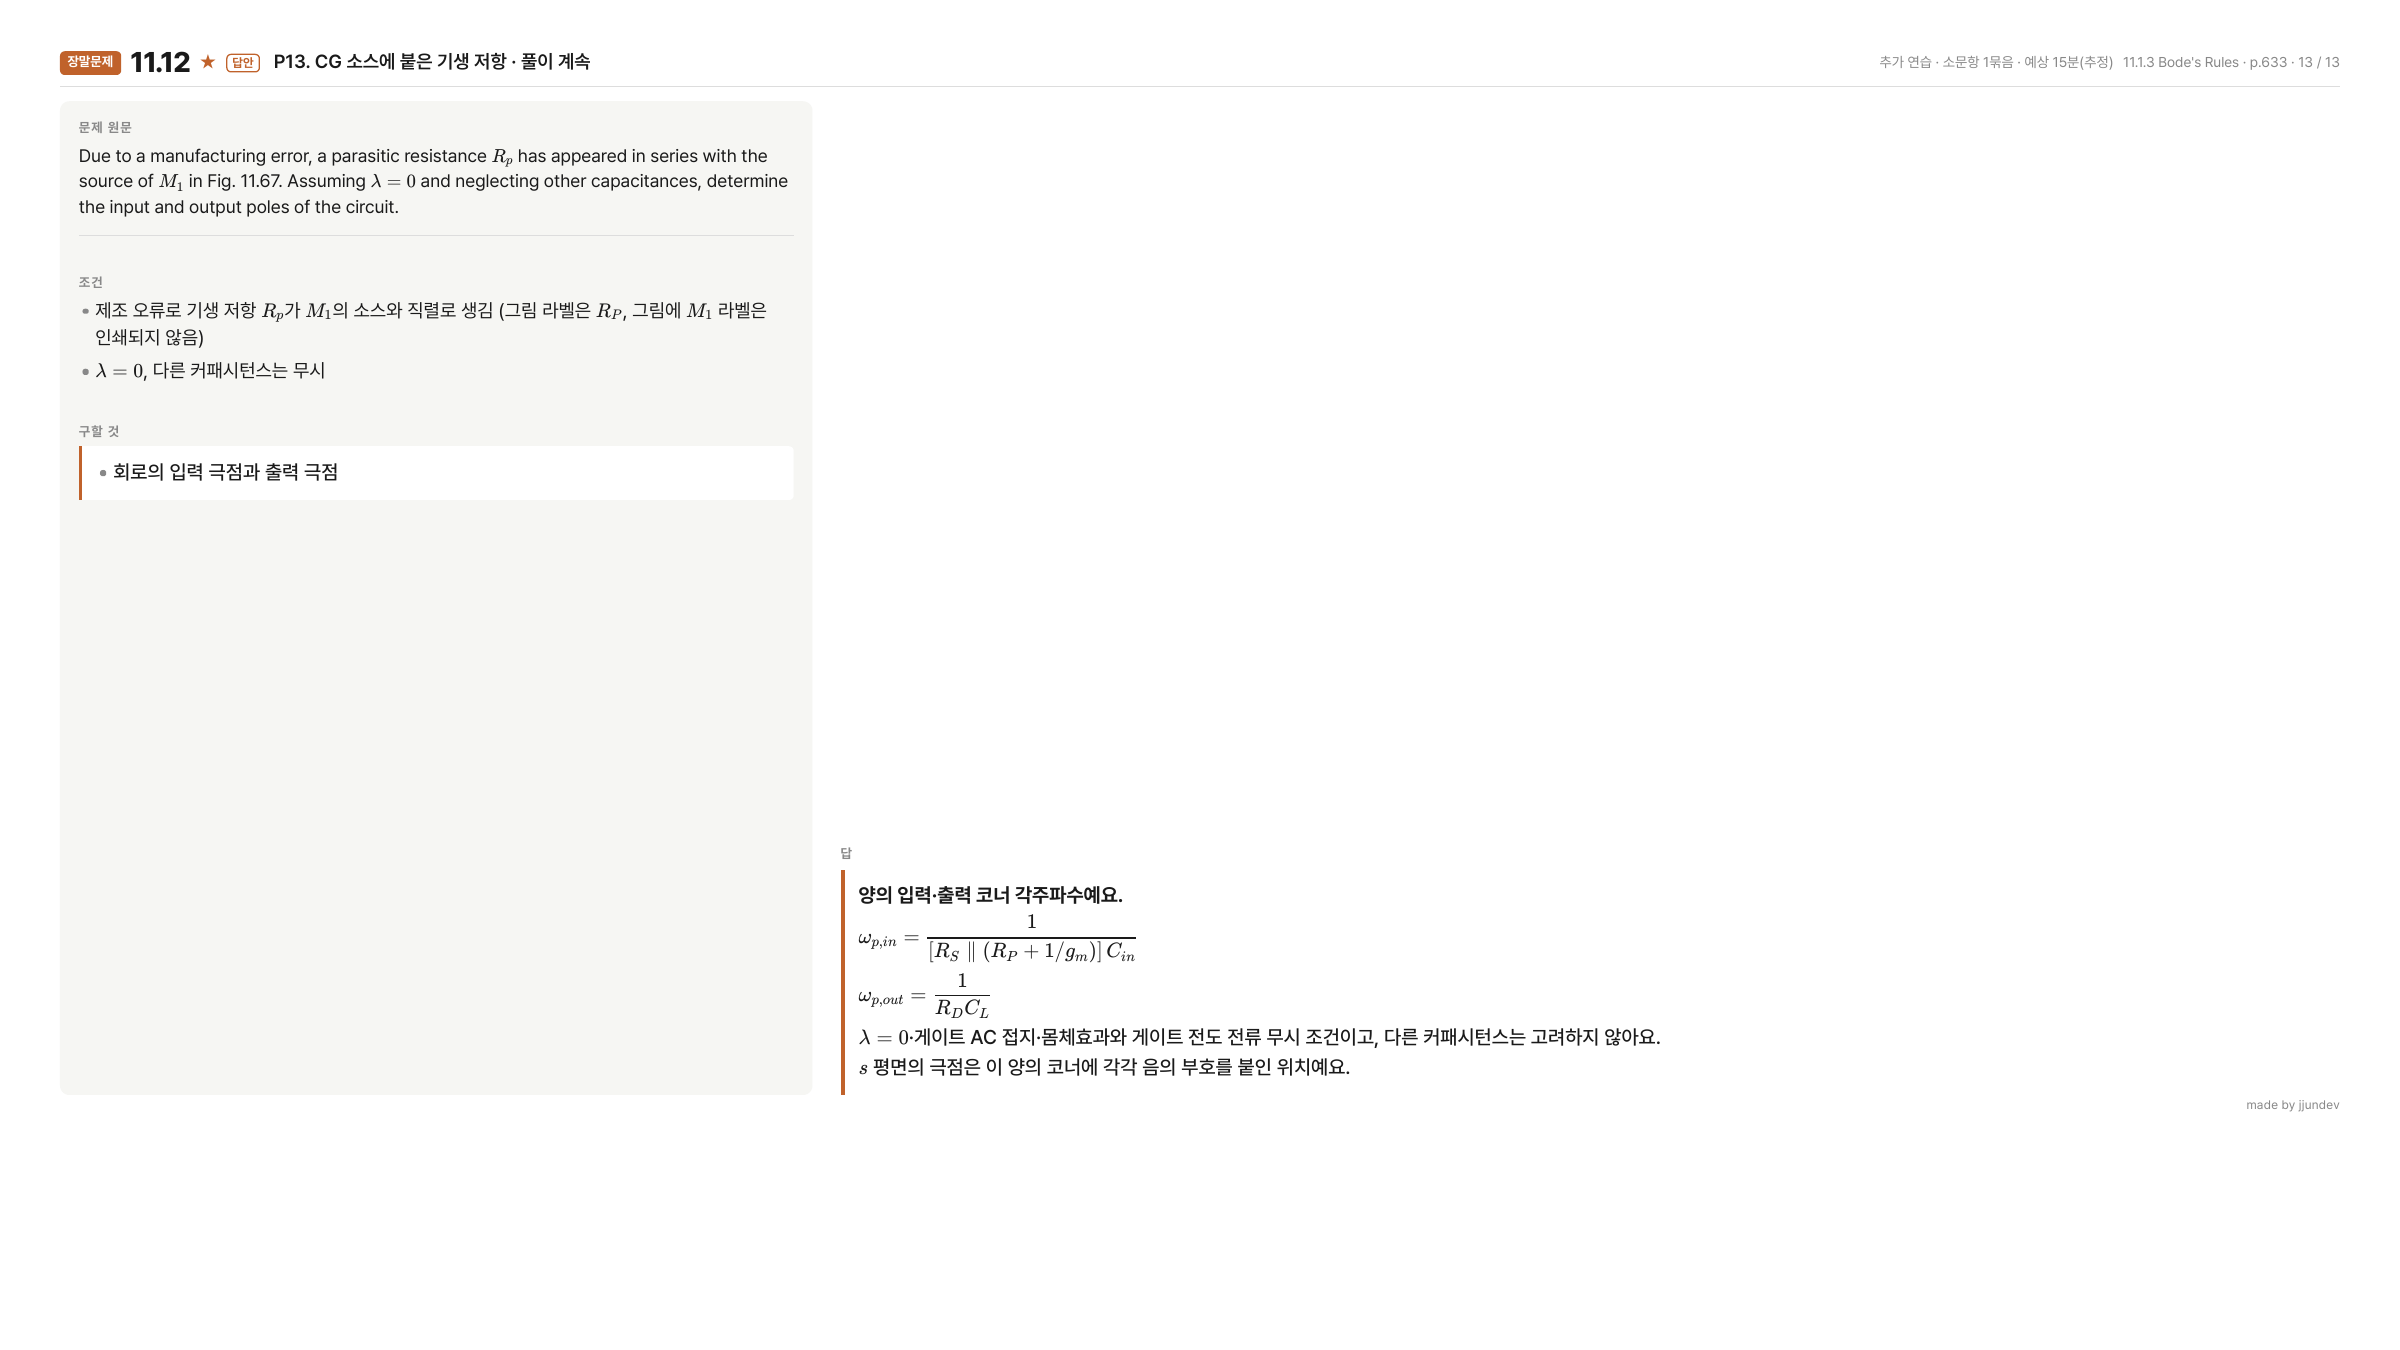 장말문제 11.12 ★ 답안 P13. CG 소스에 붙은 기생 저항 · 풀이 계속
추가 연습 · 소문항 1묶음 · 예상 15분(추정) 11.1.3 Bode's Rules · p.633 · 13 / 13
문제 원문
Due to a manufacturing error, a parasitic resistance R_p has appeared in series with the
source of M_1 in Fig. 11.67. Assuming λ = 0 and neglecting other capacitances, determine
the input and output poles of the circuit.
조건
• 제조 오류로 기생 저항 R_p가 M_1의 소스와 직렬로 생김 (그림 라벨은 R_P, 그림에 M_1 라벨은
인쇄되지 않음)
• λ = 0, 다른 커패시턴스는 무시
구할 것
• 회로의 입력 극점과 출력 극점
답
양의 입력·출력 코너 각주파수예요.
ω_{p,in} = \frac{1}{[R_S ∥ (R_P + 1/g_m)] C_{in}}
ω_{p,out} = \frac{1}{R_D C_L}
λ = 0·게이트 AC 접지·몸체효과와 게이트 전도 전류 무시 조건이고, 다른 커패시턴스는 고려하지 않아요.
s 평면의 극점은 이 양의 코너에 각각 음의 부호를 붙인 위치예요.
made by jjundev